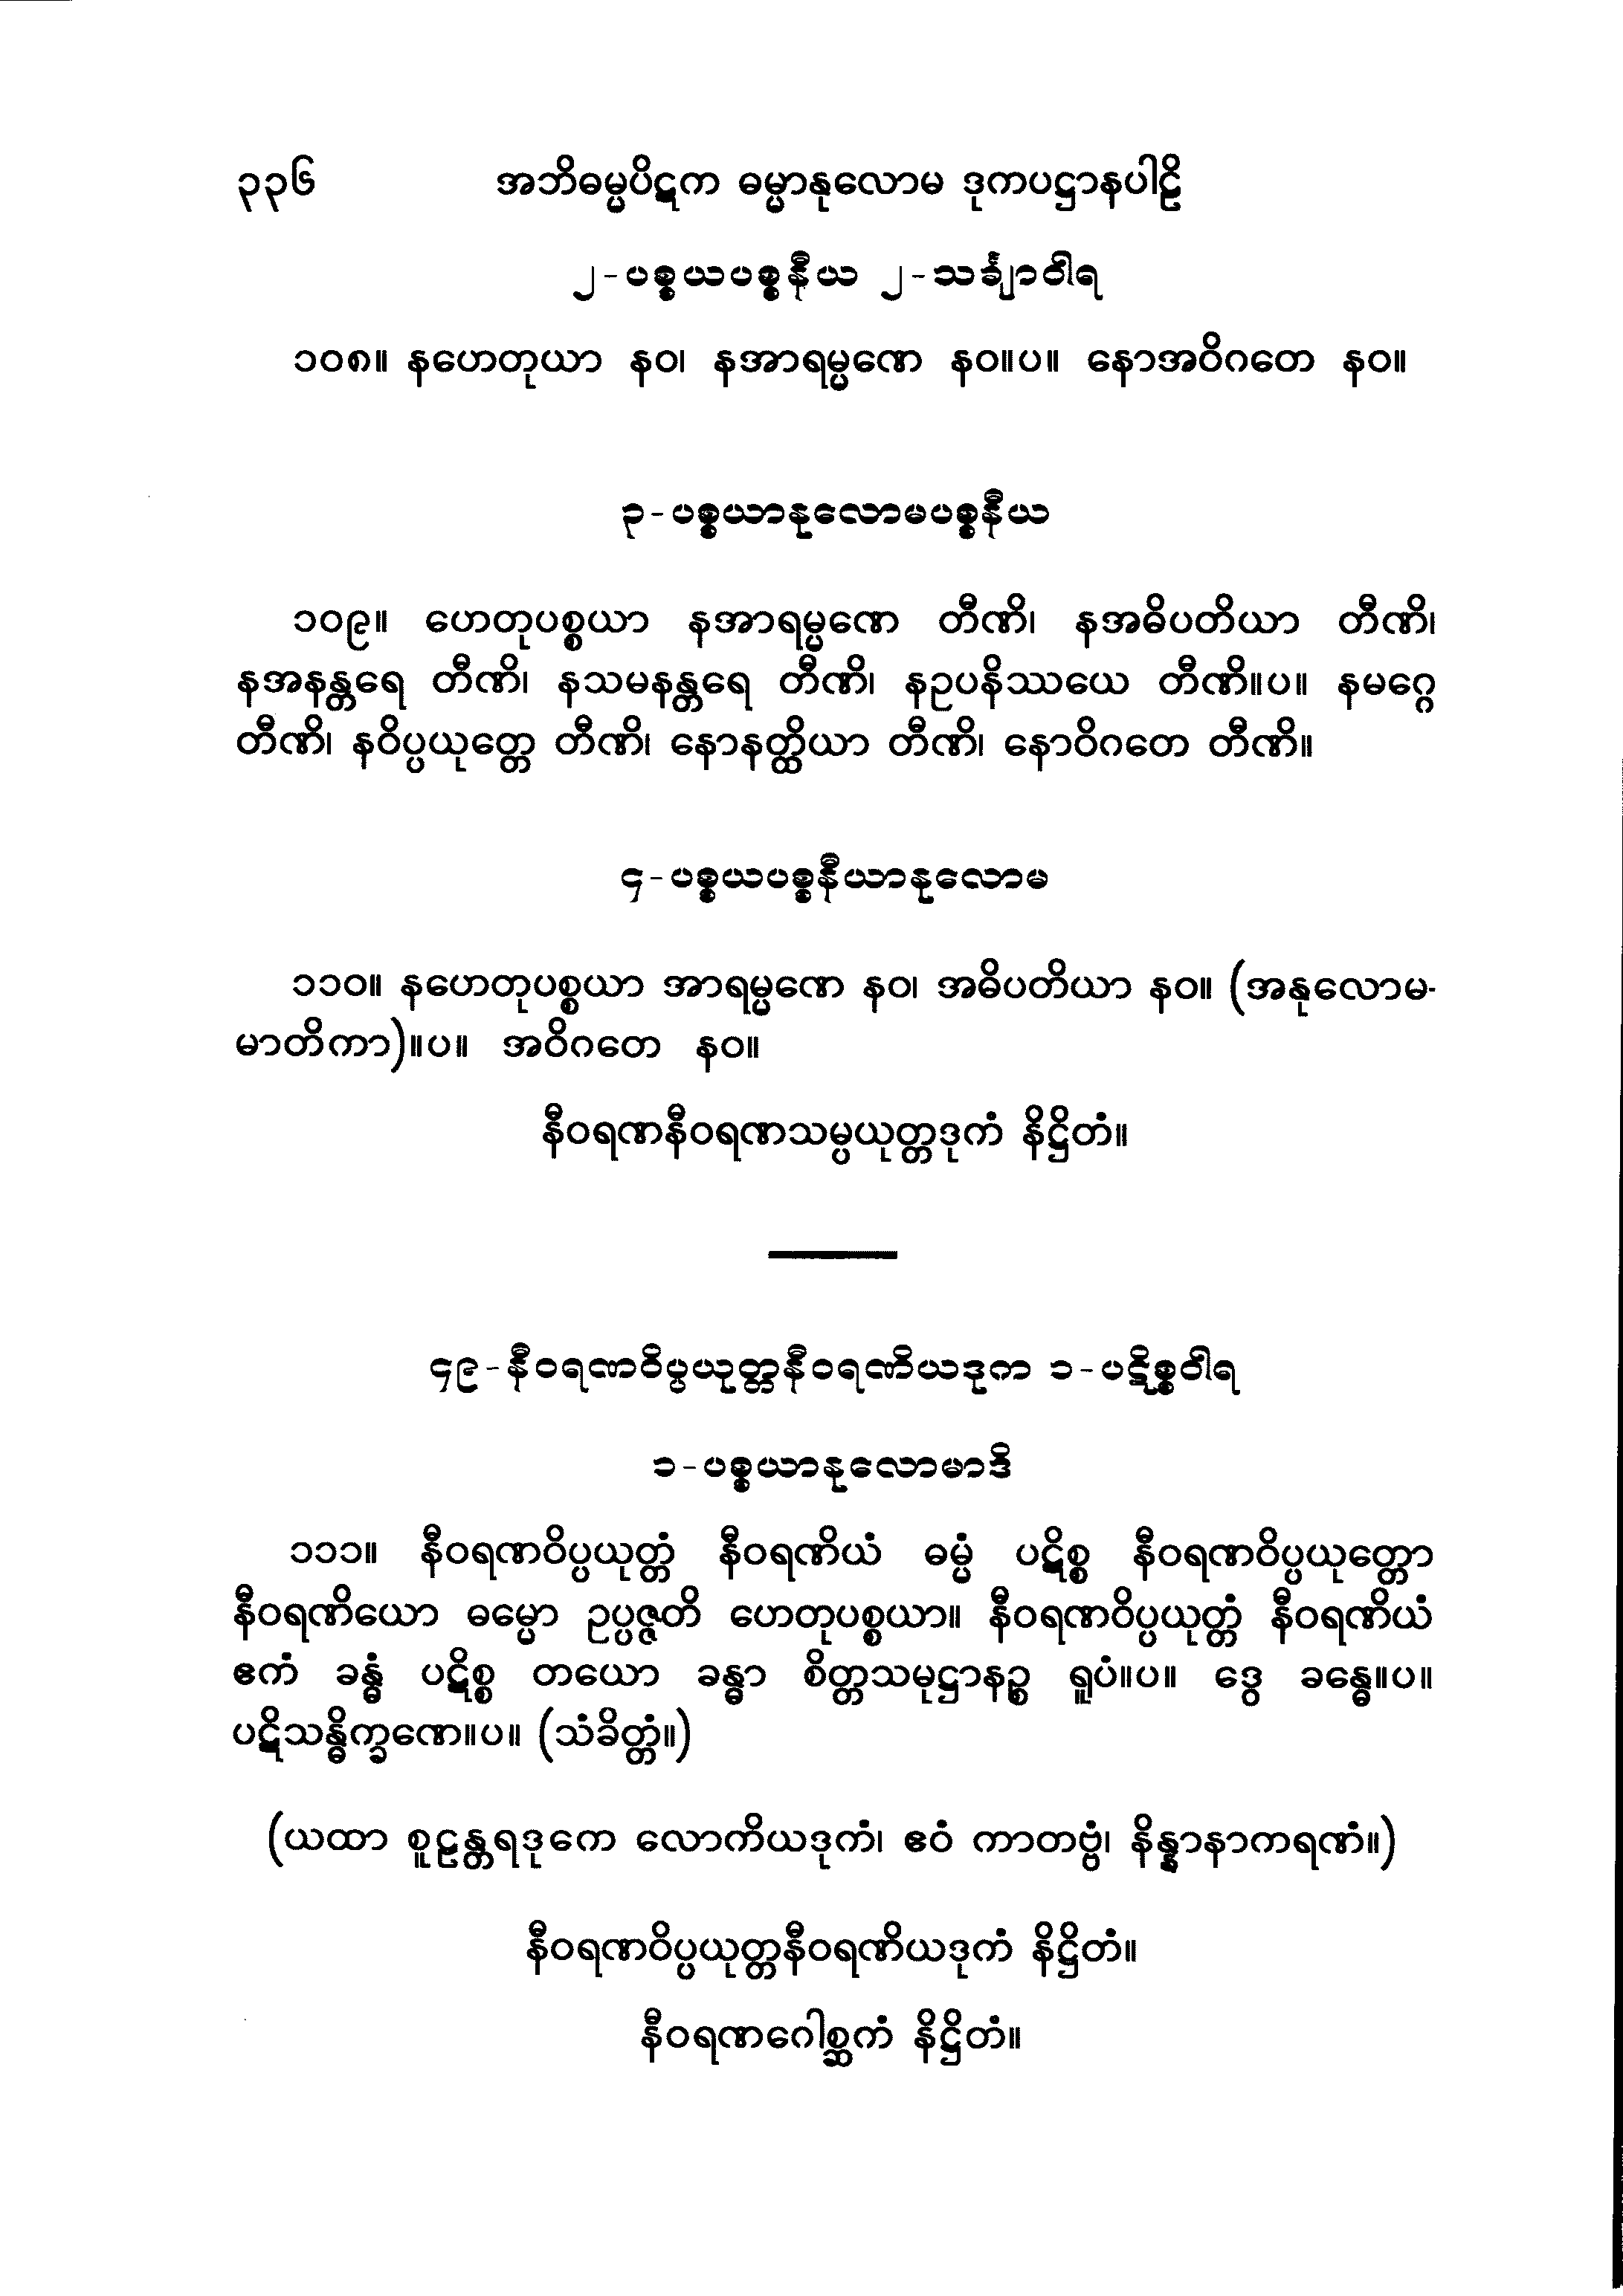 ၃၃၆ အဘိဓမ္မပိဋက ဓမ္မာနုလောမ ဒုကပဋ္ဌာနပါဠိ
၂-ပစ္စယပစ္စနီယ ၂-သင်္ချာဝါရ
၁၀၈။ နဟေတုယာ နဝ၊ နအာရမ္မဏေ နဝ။ပ။ နောအဝိဂတေ နဝ။
၃-ပစ္စယာနုလောမပစ္စနီယ
၁၀၉။ ဟေတုပစ္စယာ နအာရမ္မဏေ တီဏိ၊ နအဓိပတိယာ တီဏိ၊
နအနန္တရေ တီဏိ၊ နသမနန္တရေ တီဏိ၊ နဥပနိဿယေ တီဏိ။ပ။ နမဂ္ဂေ
တီဏိ၊ နဝိပ္ပယုတ္တေ တီဏိ၊ နောနတ္ထိယာ တီဏိ၊ နောဝိဂတေ တီဏိ။
၄-ပစ္စယပစ္စနီယာနုလောမ
၁၁၀။ နဟေတုပစ္စယာ အာရမ္မဏေ နဝ၊ အဓိပတိယာ နဝ။ (အနုလောမ-
မာတိကာ)။ပ။ အဝိဂတေ နဝ။
နီဝရဏနီဝရဏသမ္ပယုတ္တဒုကံ နိဋ္ဌိတံ။
၄၉-နီဝရဏဝိပ္ပယုတ္တနီဝရဏိယဒုက ၁-ပဋိစ္စဝါရ
၁-ပစ္စယာနုလောမာဒိ
၁၁၁။ နီဝရဏဝိပ္ပယုတ္တံ နီဝရဏိယံ ဓမ္မံ ပဋိစ္စ နီဝရဏဝိပ္ပယုတ္တော
နီဝရဏိယော ဓမ္မော ဥပ္ပဇ္ဇတိ ဟေတုပစ္စယာ။ နီဝရဏဝိပ္ပယုတ္တံ နီဝရဏိယံ
ဧကံ ခန္ဓံ ပဋိစ္စ တယော ခန္ဓာ စိတ္တသမုဋ္ဌာနဉ္စ ရူပံ။ပ။ ဒွေ ခန္ဓေ။ပ။
ပဋိသန္ဓိက္ခဏေ။ပ။ (သံခိတ္တံ။)
(ယထာ စူဠန္တရဒုကေ လောကိယဒုကံ၊ ဧဝံ ကာတဗ္ဗံ၊ နိန္နာနာကရဏံ။)
နီဝရဏဝိပ္ပယုတ္တနီဝရဏိယဒုကံ နိဋ္ဌိတံ။
နီဝရဏဂေါစ္ဆကံ နိဋ္ဌိတံ။